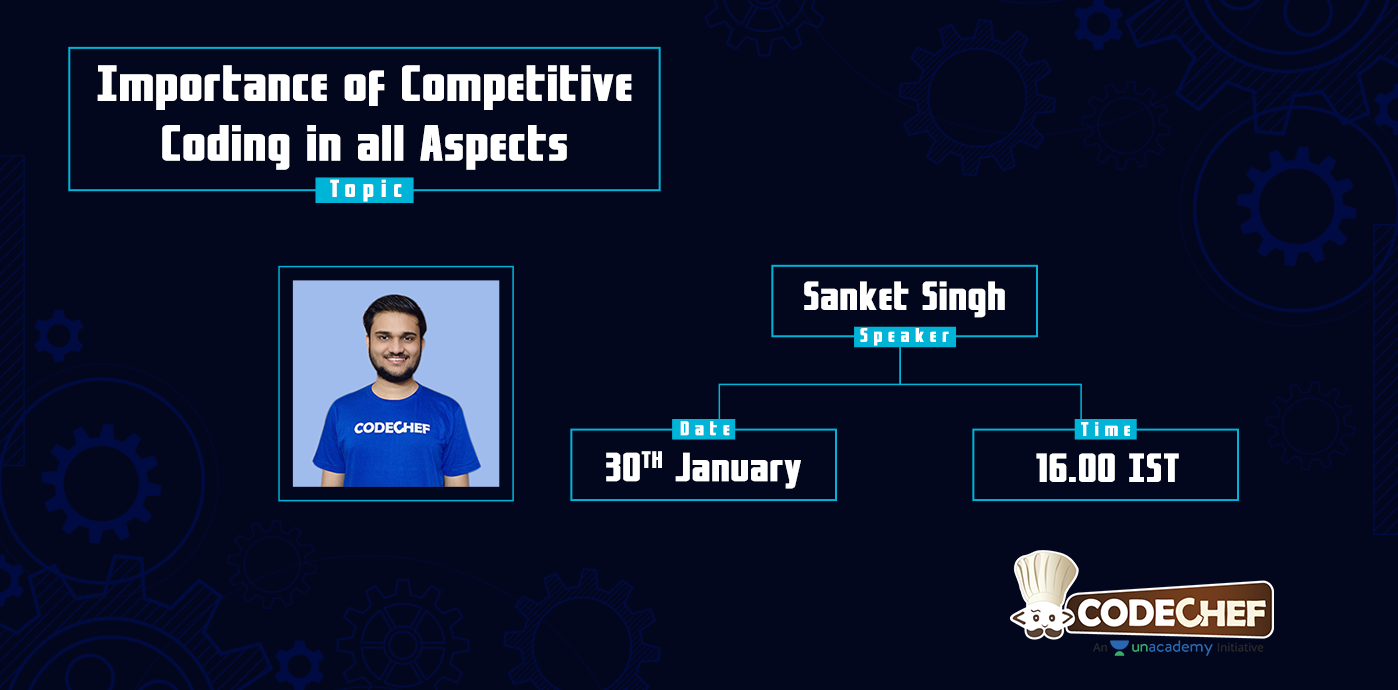 Importance of Competitive
Coding in all Aspects
Topic
CODECHEF
Sanket Singh
Speaker
Date
30TH January
Time
16.00 IST
CODECHEF
An unacademy Initiative